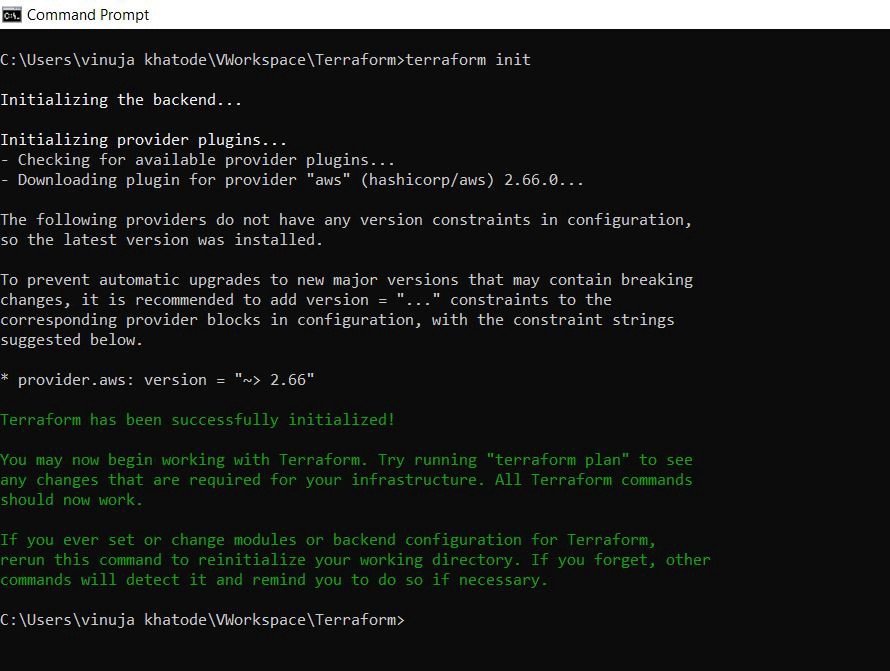 Command Prompt
C:\Users\vinuja khatode\VWorkspace\Terraform>terraform init
Initializing the backend...
Initializing provider plugins...
- Checking for available provider plugins...
- Downloading plugin for provider "aws" (hashicorp/aws) 2.66.0...
The following providers do not have any version constraints in configuration,
so the latest version was installed.
To prevent automatic upgrades to new major versions that may contain breaking
changes, it is recommended to add version = "..." constraints to the
corresponding provider blocks in configuration, with the constraint strings
suggested below.
* provider.aws: version = "~> 2.66"
Terraform has been successfully initialized!
You may now begin working with Terraform. Try running "terraform plan" to see
any changes that are required for your infrastructure. All Terraform commands
should now work.
If you ever set or change modules or backend configuration for Terraform,
rerun this command to reinitialize your working directory. If you forget, other
commands will detect it and remind you to do so if necessary.
C:\Users\vinuja khatode\VWorkspace\Terraform>